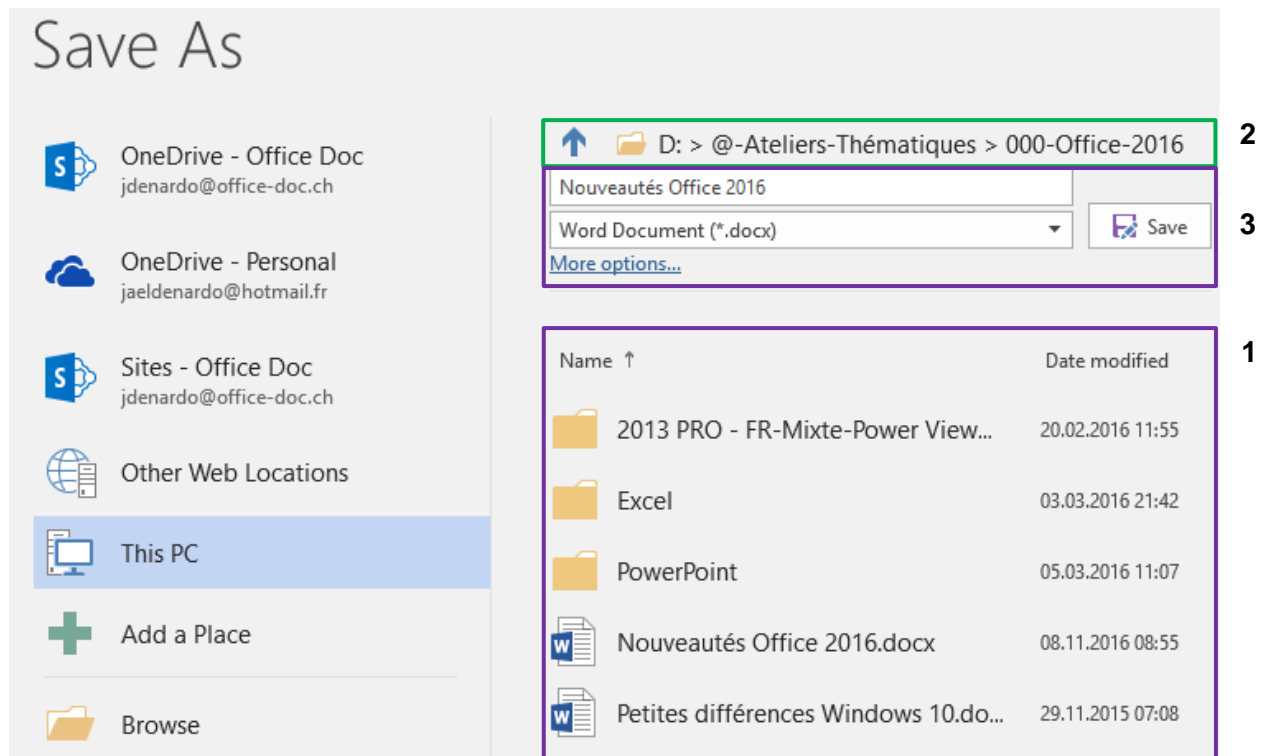 Save As
OneDrive - Office Doc
jdenardo@office-doc.ch
OneDrive - Personal
jaeldenardo@hotmail.fr
Sites - Office Doc
jdenardo@office-doc.ch
Other Web Locations
This PC
Add a Place
Browse
D: > @-Ateliers-Thématiques > 000-Office-2016 2
Nouveautés Office 2016
Word Document (*.docx) Save 3
More options...
Name ↑ Date modified 1
2013 PRO - FR-Mixte-Power View... 20.02.2016 11:55
Excel 03.03.2016 21:42
PowerPoint 05.03.2016 11:07
Nouveautés Office 2016.docx 08.11.2016 08:55
Petites différences Windows 10.do... 29.11.2015 07:08